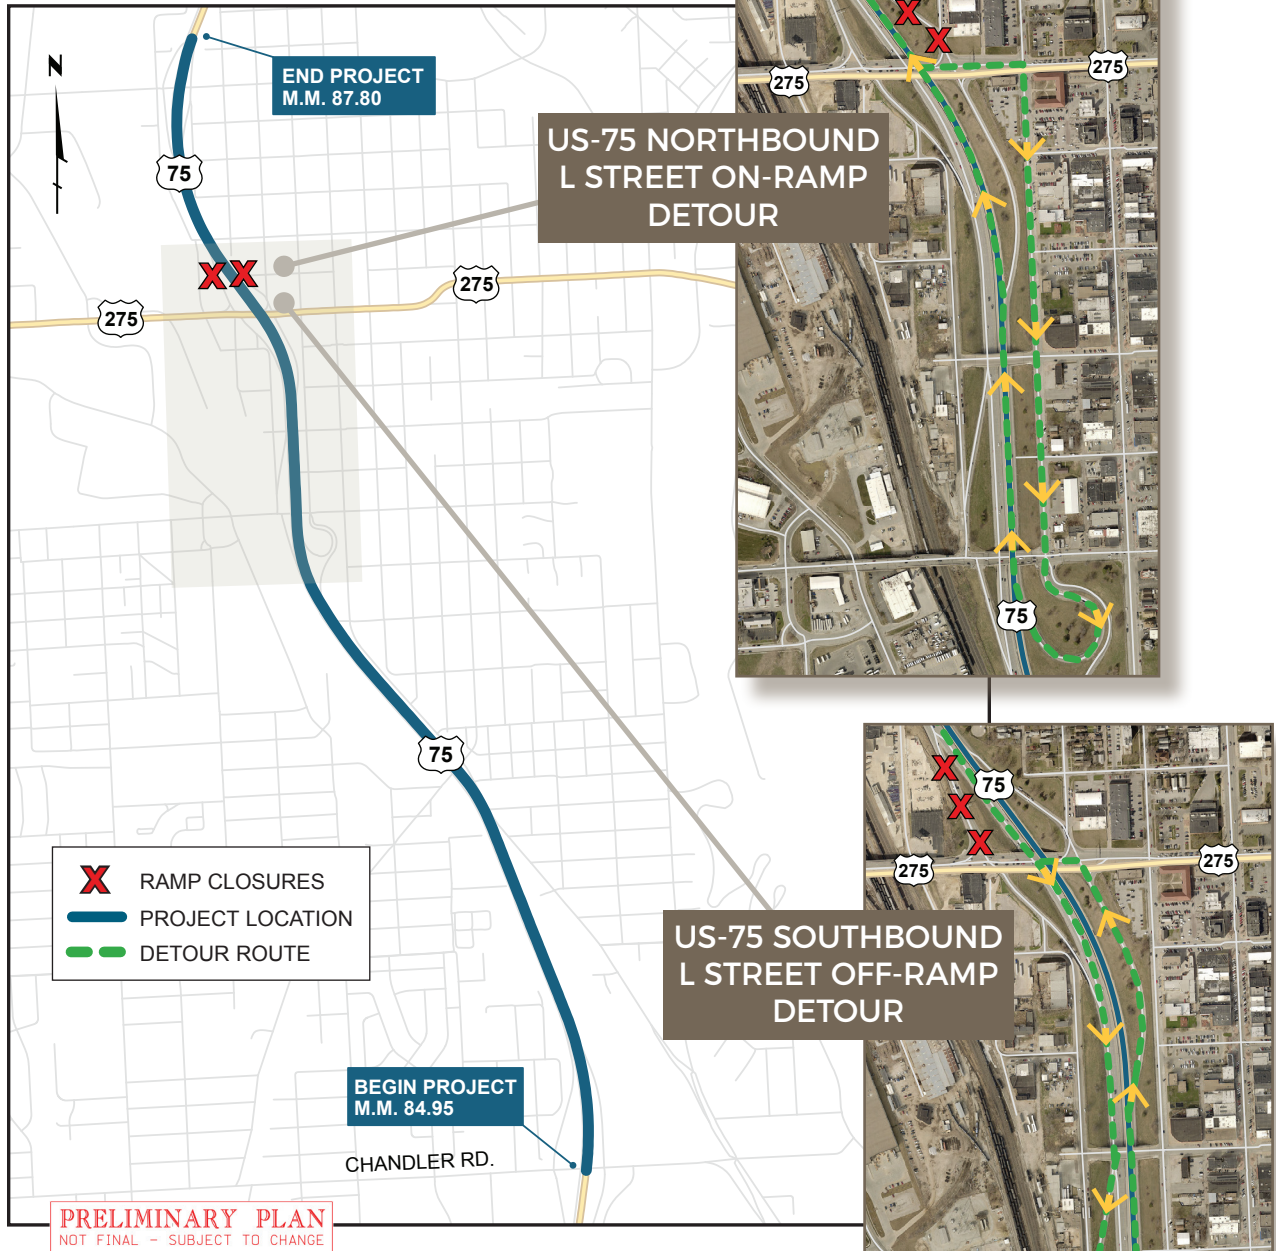 N
END PROJECT
M.M. 87.80
75
275
275
75
US-75 NORTHBOUND
L STREET ON-RAMP
DETOUR
275
275
75
X RAMP CLOSURES
PROJECT LOCATION
DETOUR ROUTE
US-75 SOUTHBOUND
L STREET OFF-RAMP
DETOUR
75
275
275
BEGIN PROJECT
M.M. 84.95
CHANDLER RD.
PRELIMINARY PLAN
NOT FINAL - SUBJECT TO CHANGE